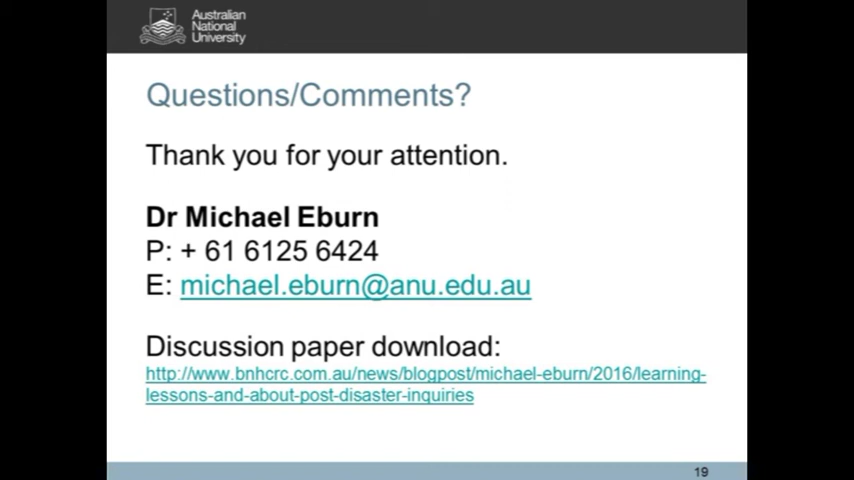 Australian
National
University
Questions/Comments?
Thank you for your attention.
Dr Michael Eburn
P: + 61 6125 6424
E: michael.eburn@anu.edu.au
Discussion paper download:
http://www.bnhcrc.com.au/news/blogpost/michael-eburn/2016/learning-
lessons-and-about-post-disaster-inquiries
19